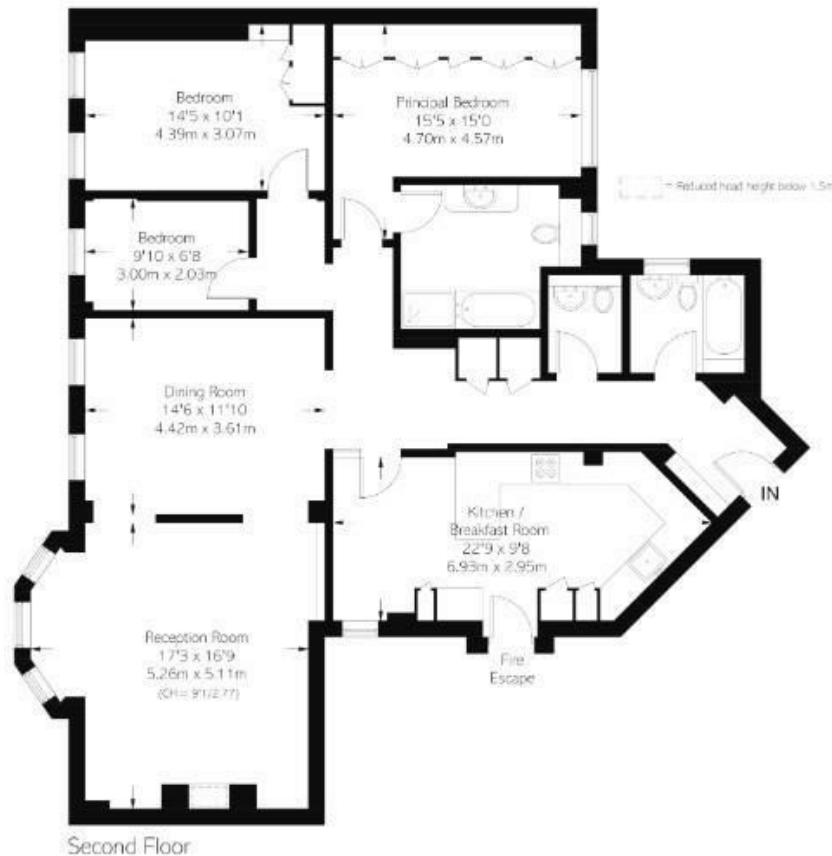 Bedroom
14'5 x 10'1
4.39m x 3.07m
Principal Bedroom
15'5 x 15'0
4.70m x 4.57m
= Reduced head height below 1.5m
Bedroom
9'10 x 6'8
3.00m x 2.03m
Dining Room
14'6 x 11'10
4.42m x 3.61m
IN
Kitchen /
Breakfast Room
22'9 x 9'8
6.93m x 2.95m
Reception Room
17'3 x 16'9
5.26m x 5.11m
(CH = 9'1/2.77)
Fire
Escape
Second Floor